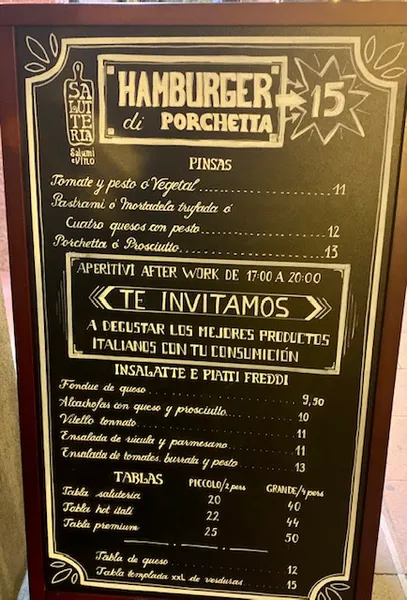 SALUTERIA
Salumi e Vino
HAMBURGER
di PORCHETTA
15
PINSAS
Tomate y pesto ó Vegetal 11
Pastrami ó Mortadela trufada ó
Cuatro quesos con pesto 12
Porchetta ó Prosciutto 13
APERITIVI AFTER WORK DE 17:00 A 20:00
TE INVITAMOS
A DEGUSTAR LOS MEJORES PRODUCTOS
ITALIANOS CON TU CONSUMICIÓN
INSALATTE E PIATTI FREDDI
Fondue de queso 9,50
Alcachofas con queso y prosciutto 10
Vitello tonnato 11
Ensalada de rúcula y parmesano 11
Ensalada de tomates, burrata y pesto 13
TABLAS PICCOLO/2 pers GRANDE/4 pers
Tabla saluteria 20 40
Tabla hot itali 22 44
Tabla premium 25 50
Tabla de queso 12
Tabla templada xxl de verduras 15